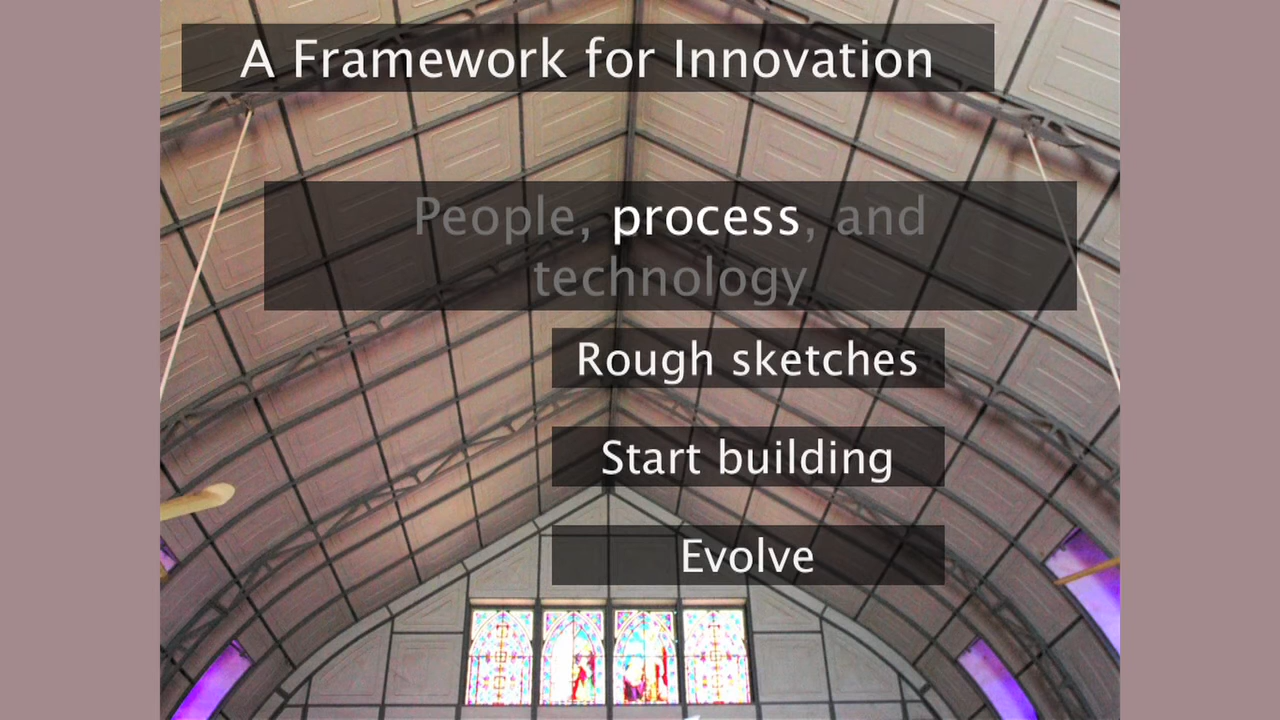 A Framework for Innovation
People, process, and
technology
Rough sketches
Start building
Evolve